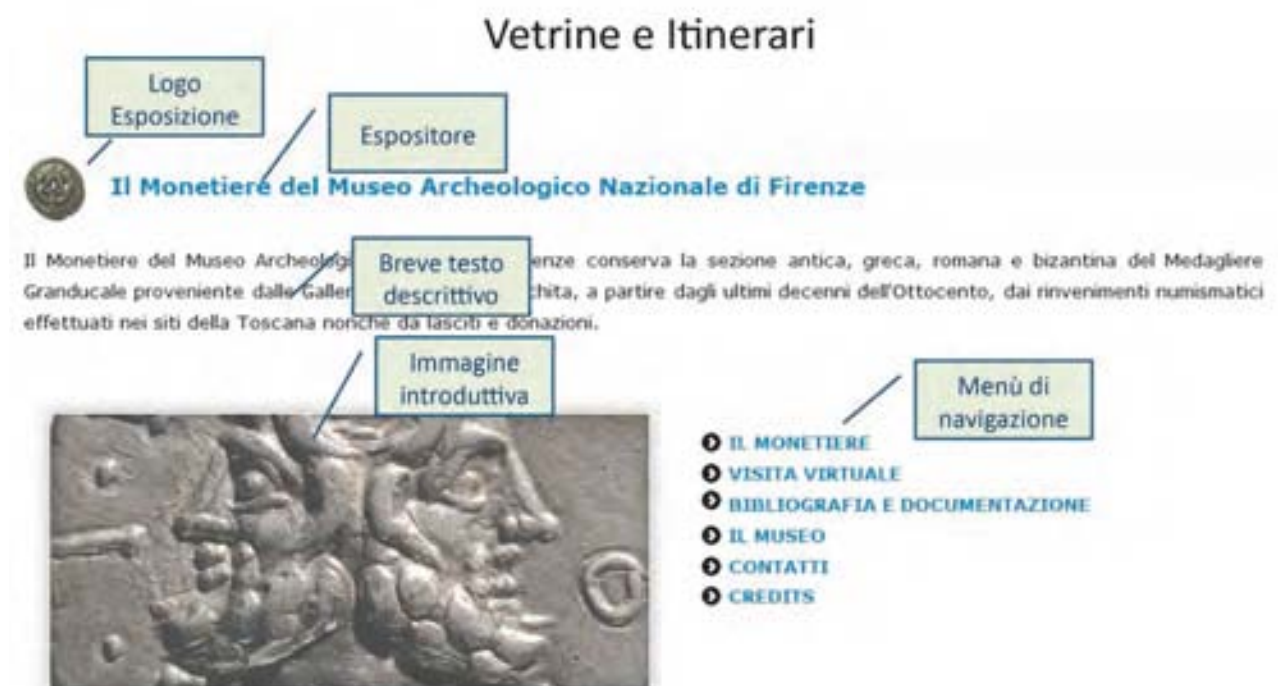 Vetrine e Itinerari
Logo
Esposizione
Espositore
Il Monetiere del Museo Archeologico Nazionale di Firenze
Il Monetiere del Museo Archeologi enze conserva la sezione antica, greca, romana e bizantina del Medagliere
Breve testo
descrittivo
Granducale proveniente dalle Galler chita, a partire dagli ultimi decenni dell'Ottocento, dai rinvenimenti numismatici
effettuati nei siti della Toscana nonché da lasciti e donazioni.
Immagine
introduttiva
Menù di
navigazione
IL MONETIERE
VISITA VIRTUALE
BIBLIOGRAFIA E DOCUMENTAZIONE
IL MUSEO
CONTATTI
CREDITS